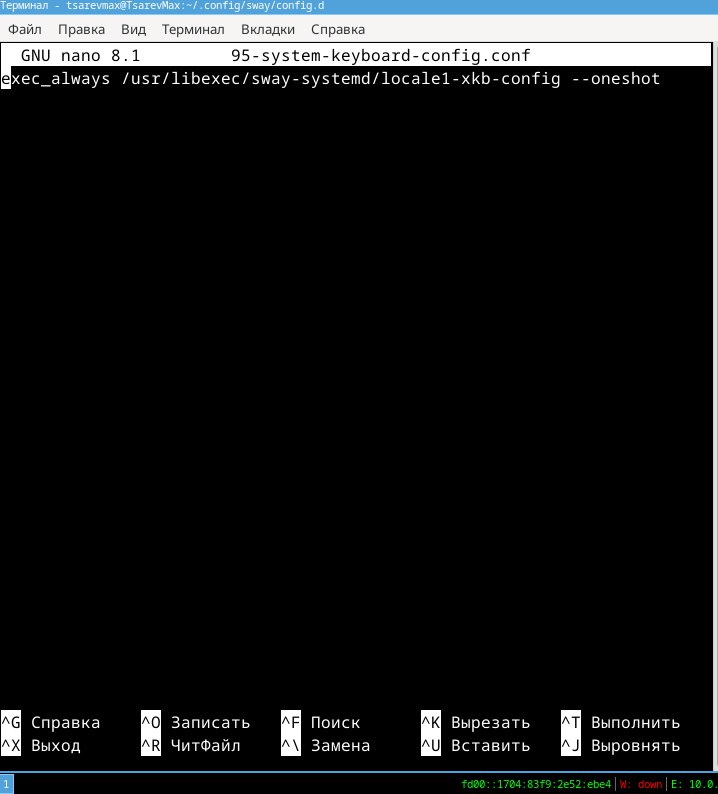 Терминал - tsarevmax@TsarevMax:~/.config/sway/config.d
Файл Правка Вид Терминал Вкладки Справка
GNU nano 8.1 95-system-keyboard-config.conf
exec_always /usr/libexec/sway-systemd/locale1-xkb-config --oneshot
^G Справка ^O Записать ^F Поиск ^K Вырезать ^T Выполнить
^X Выход ^R ЧитФайл ^\ Замена ^U Вставить ^J Выровнять
1 fd00::1704:83f9:2e52:ebe4 W: down E: 10.0.